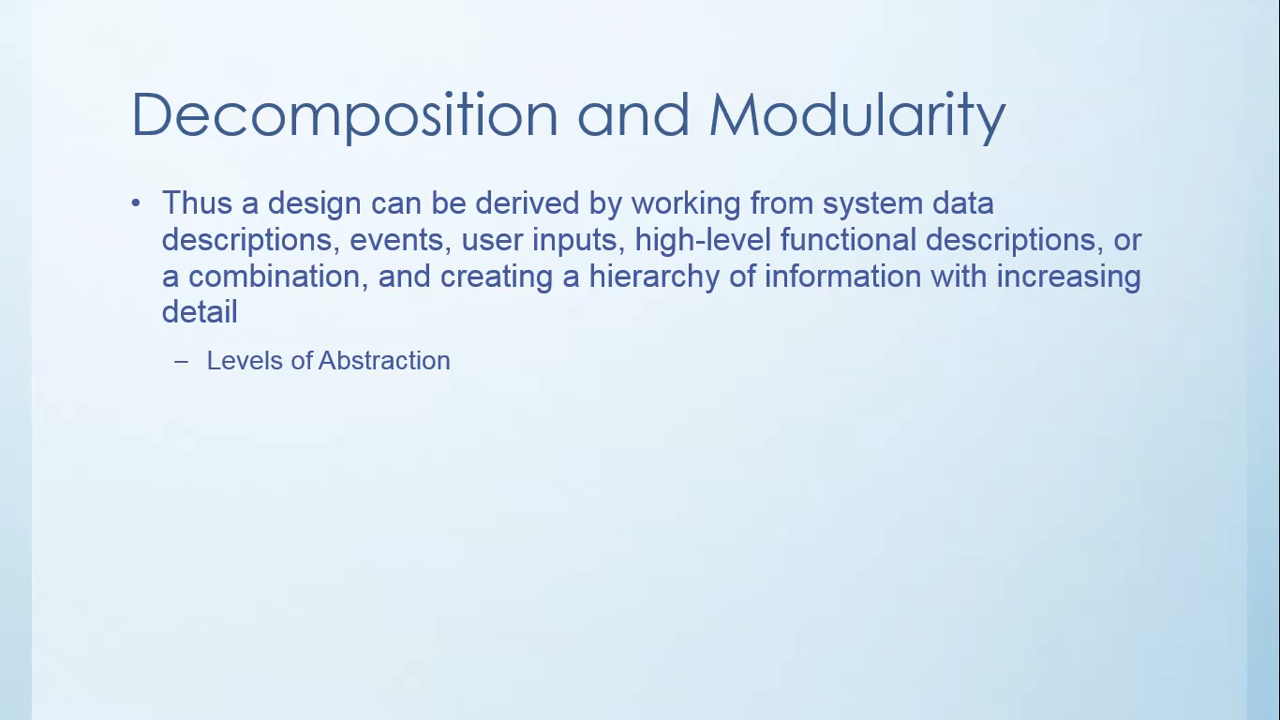 Decomposition and Modularity
• Thus a design can be derived by working from system data
descriptions, events, user inputs, high-level functional descriptions, or
a combination, and creating a hierarchy of information with increasing
detail
– Levels of Abstraction